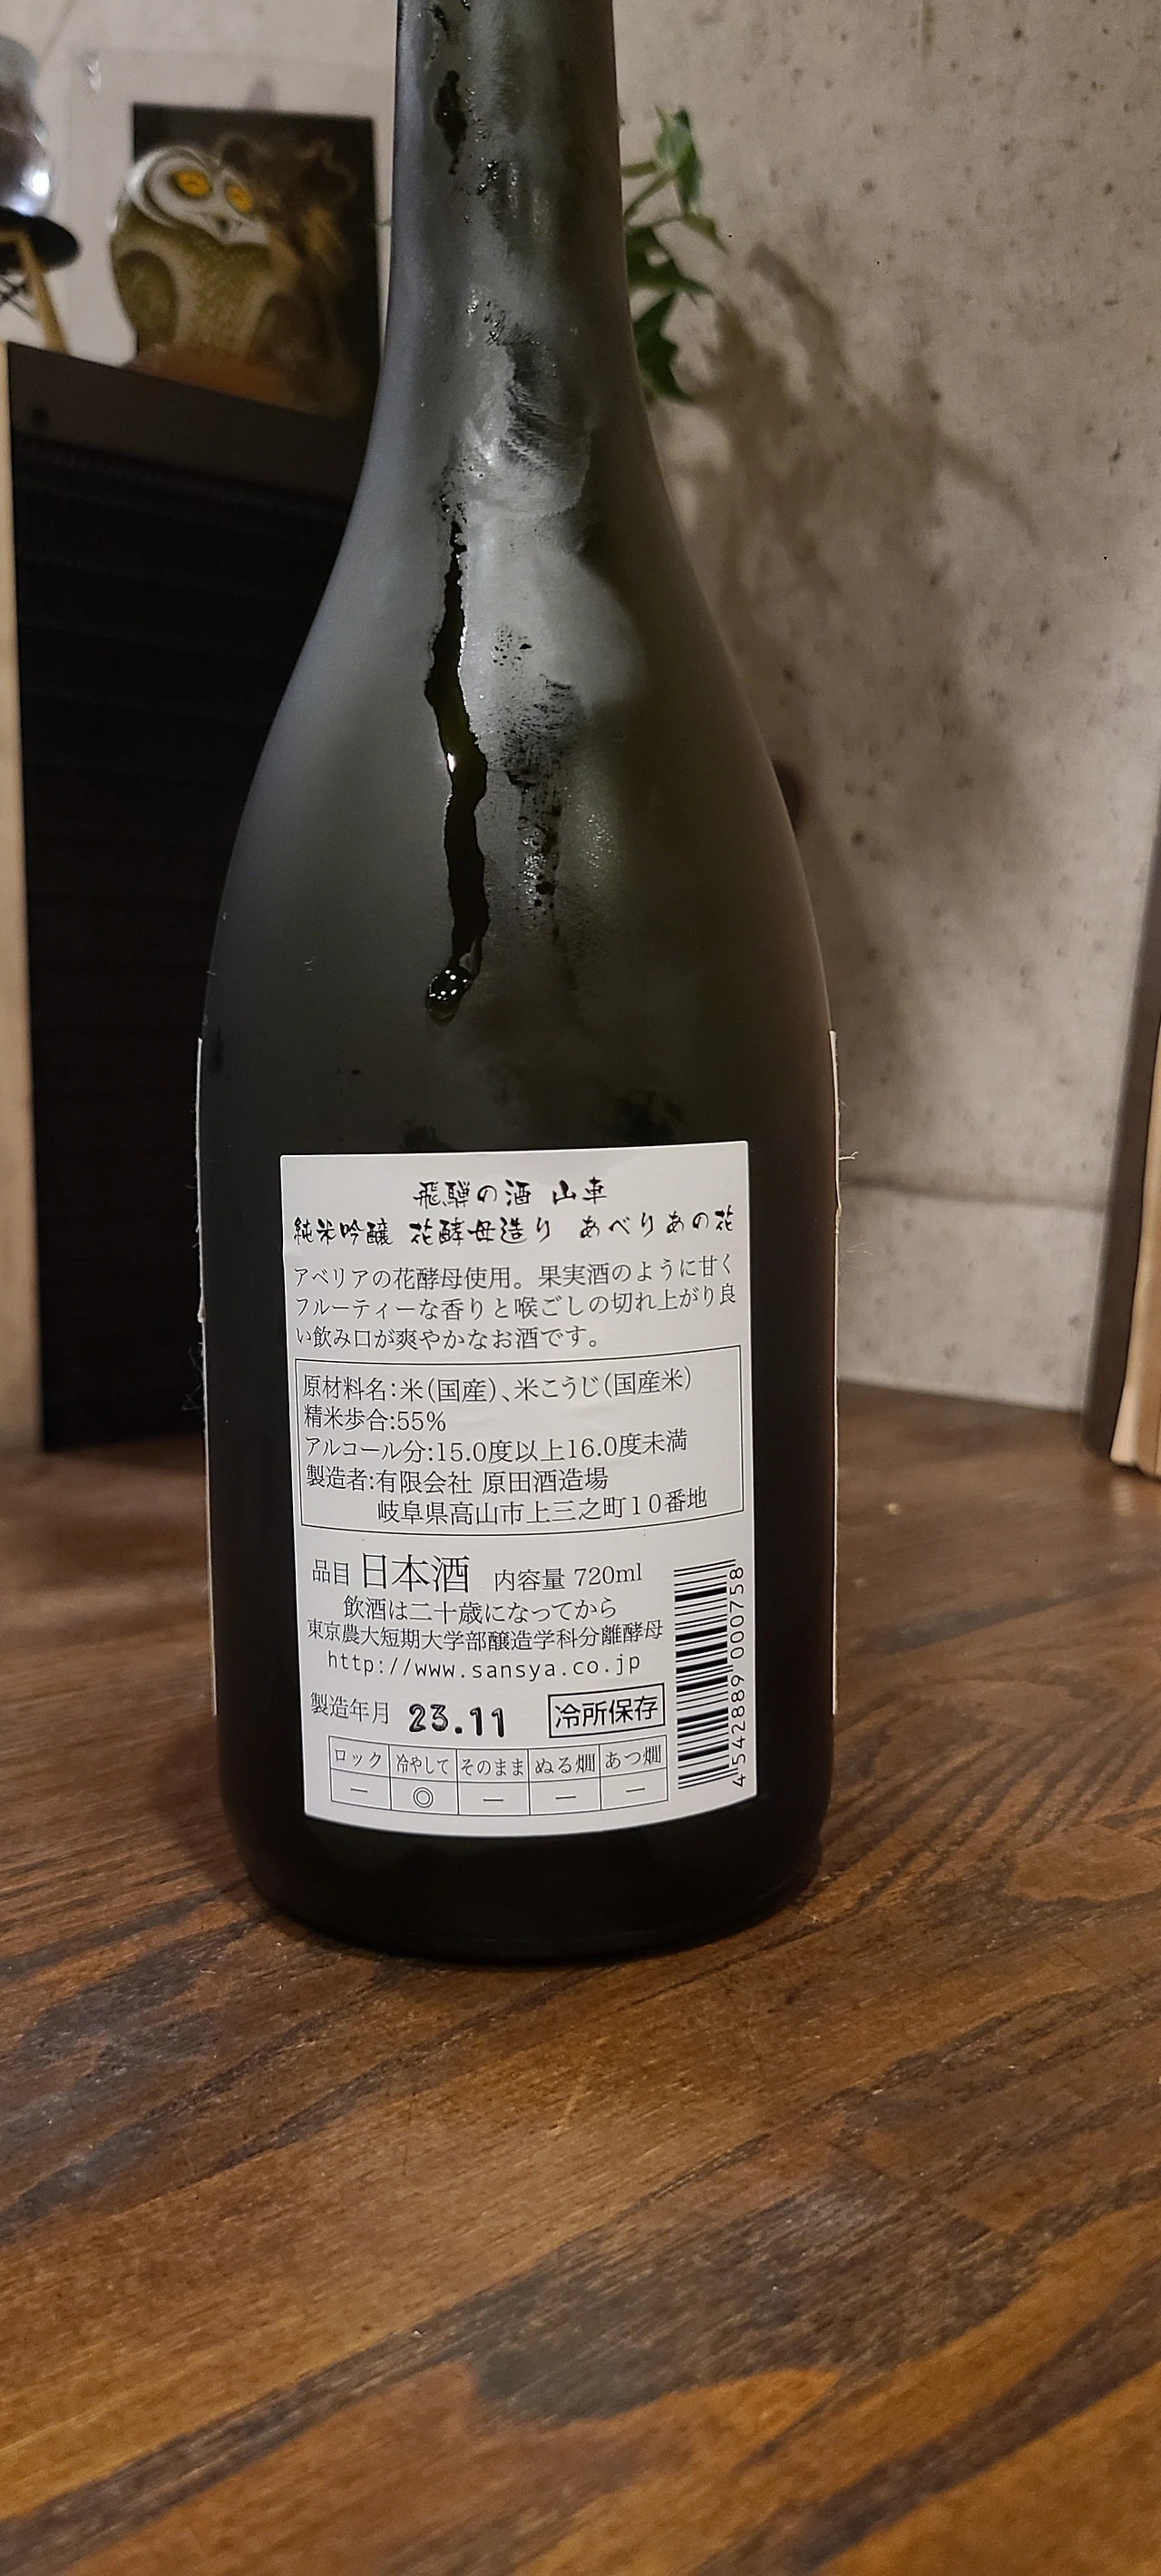 飛騨の酒 山車
純米吟醸 花酵母造り あべりあの花
アベリアの花酵母使用。果実酒のように甘く
フルーティーな香りと喉ごしの切れ上がり良
い飲み口が爽やかなお酒です。
原材料名:米(国産)、米こうじ(国産米)
精米歩合:55%
アルコール分:15.0度以上16.0度未満
製造者:有限会社 原田酒造場
岐阜県高山市上三之町10番地
品目 日本酒 内容量 720ml
飲酒は二十歳になってから
東京農大短期大学部醸造学科分離酵母
http://www.sansya.co.jp
製造年月 23.11 冷所保存
ロック 冷やして そのまま ぬる燗 あつ燗
— ◎ — — —
4542889000758